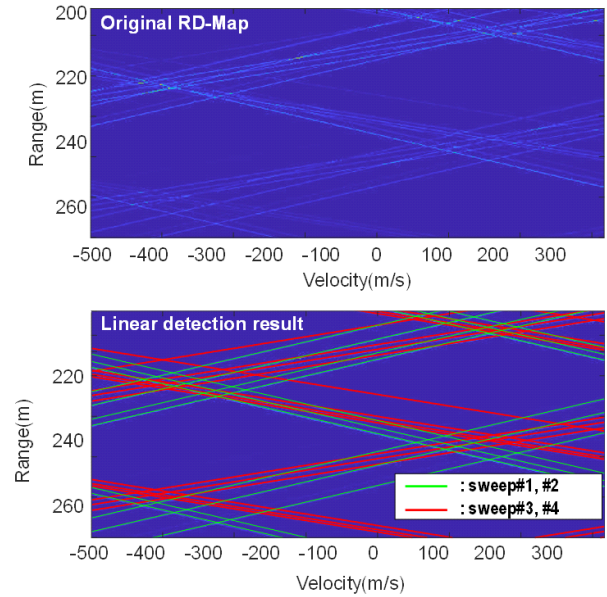 Original RD-Map
200
220
240
260
Range(m)
-500 -400 -300 -200 -100 0 100 200 300
Velocity(m/s)
Linear detection result
220
240
260
Range(m)
: sweep#1, #2
: sweep#3, #4
-500 -400 -300 -200 -100 0 100 200 300
Velocity(m/s)